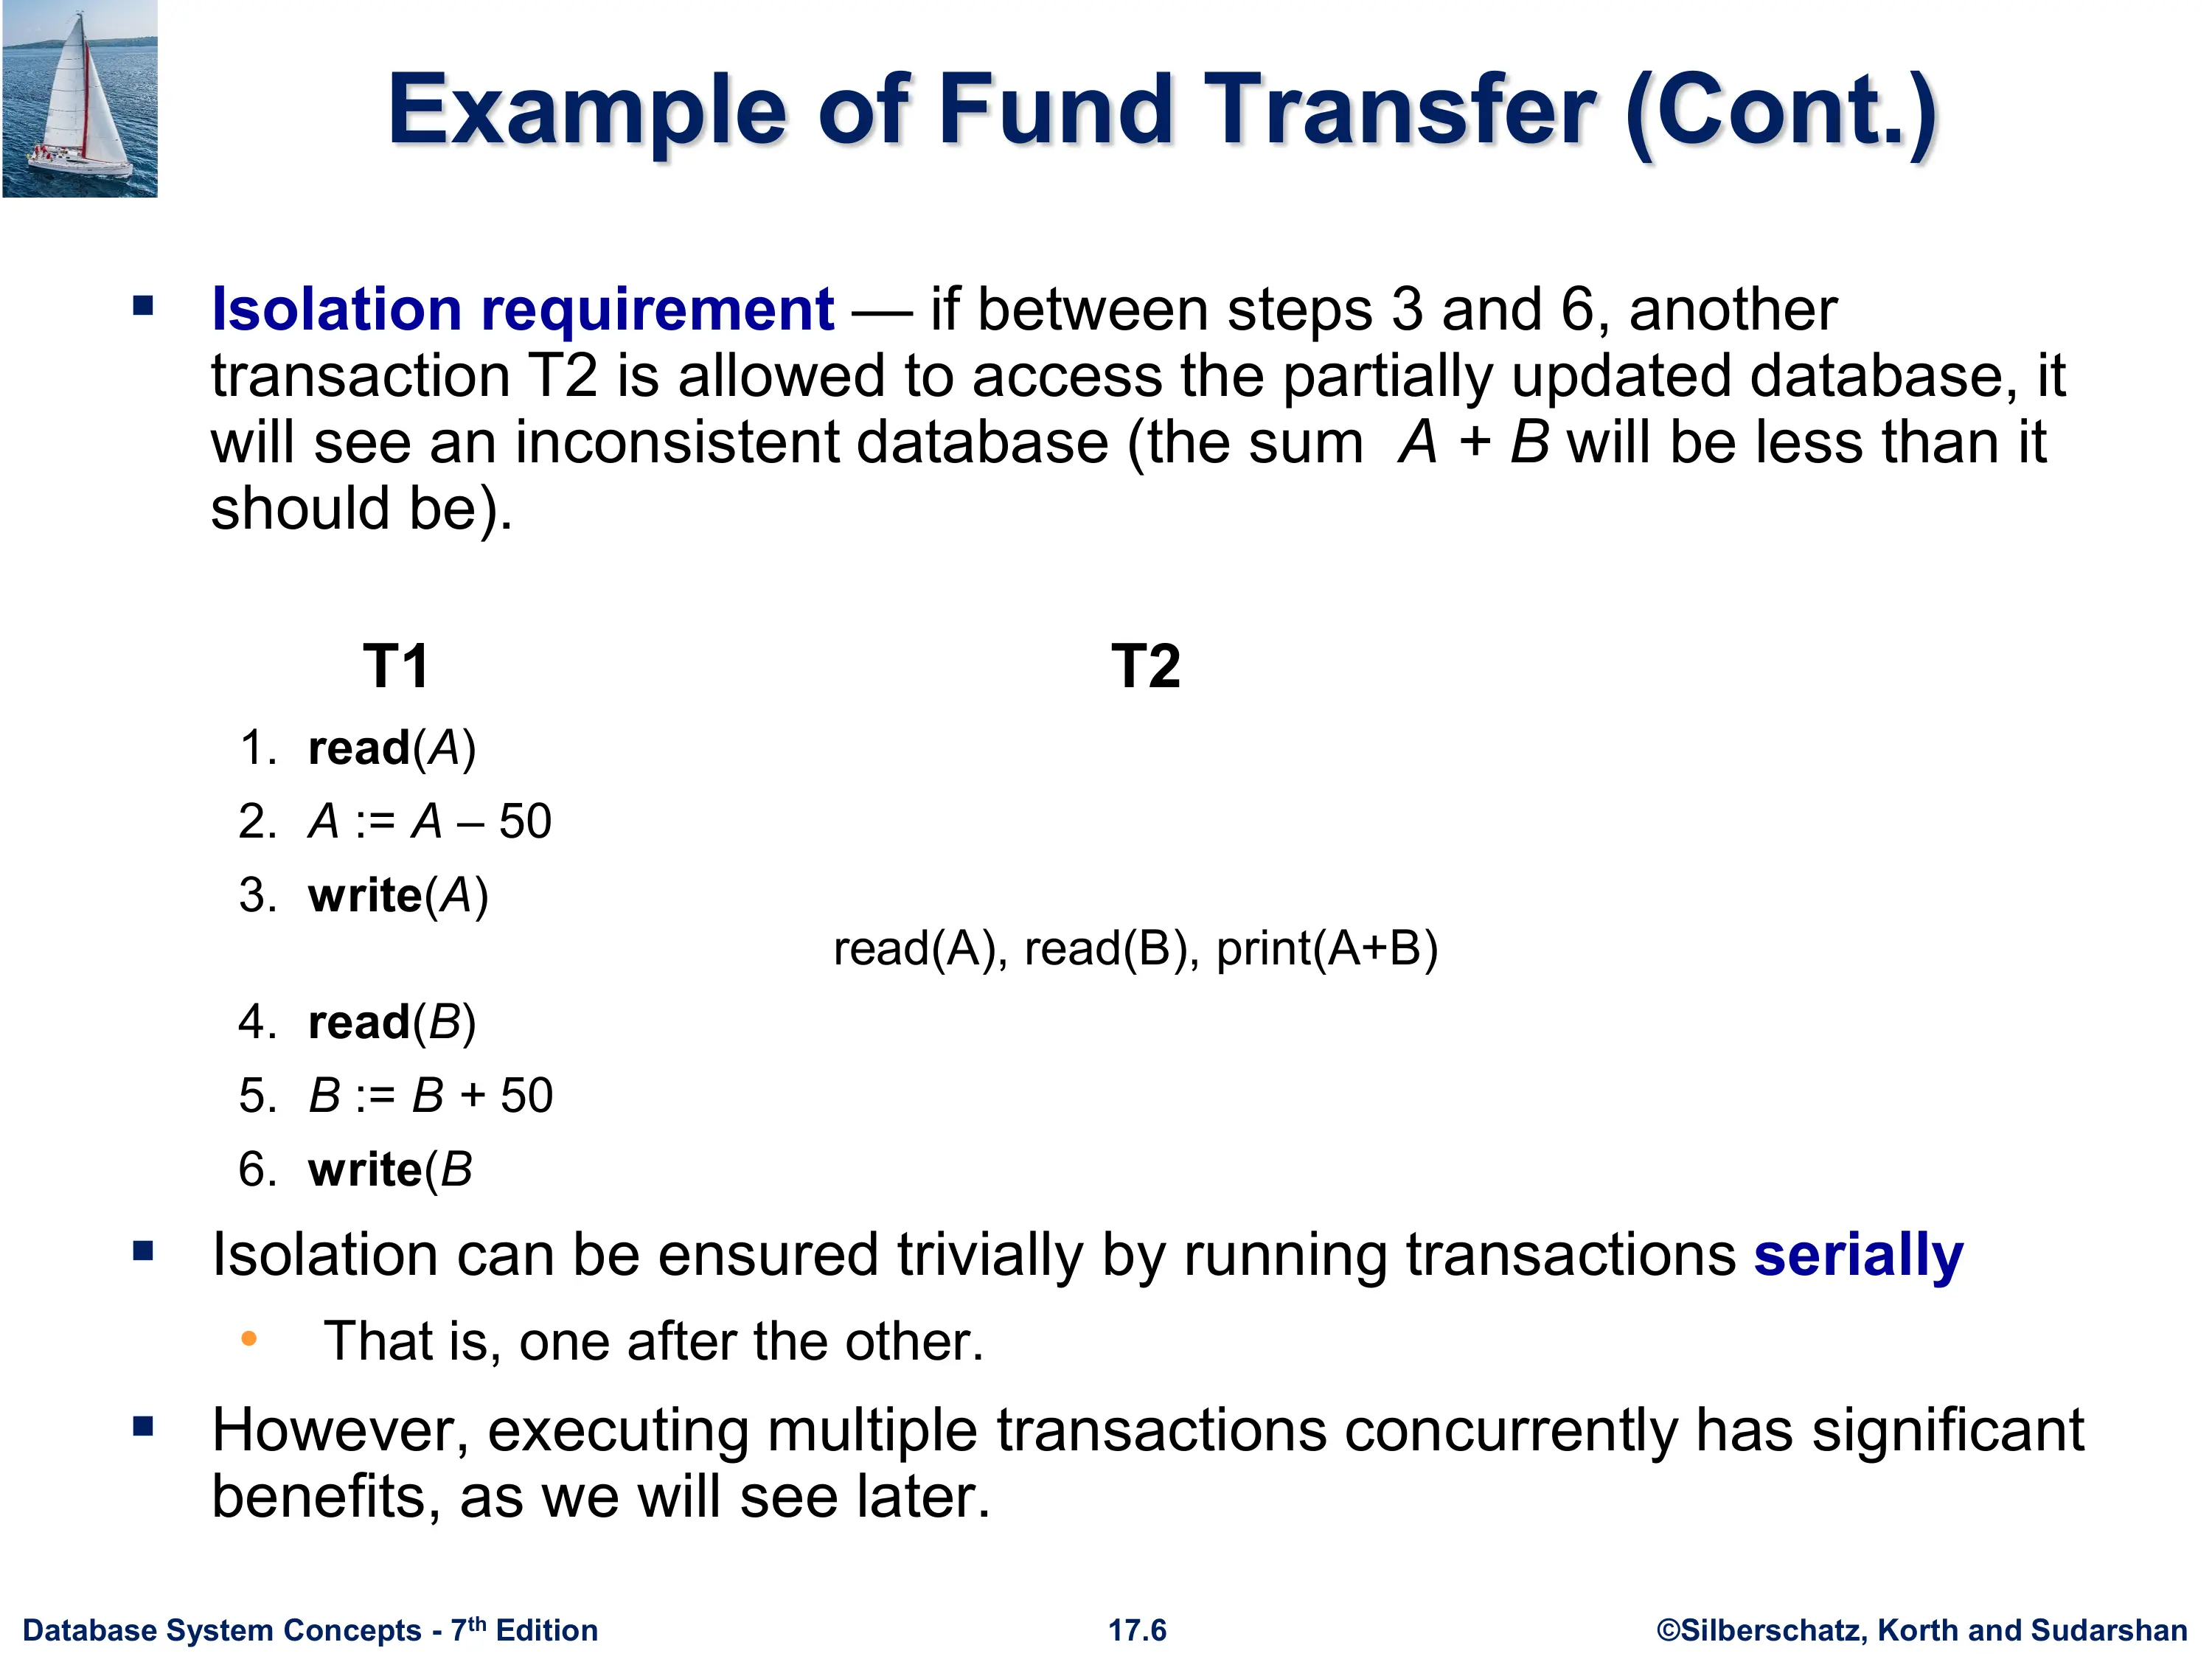 Example of Fund Transfer (Cont.)
▪ Isolation requirement — if between steps 3 and 6, another
transaction T2 is allowed to access the partially updated database, it
will see an inconsistent database (the sum A + B will be less than it
should be).
T1 T2
1. read(A)
2. A := A – 50
3. write(A)
read(A), read(B), print(A+B)
4. read(B)
5. B := B + 50
6. write(B
▪ Isolation can be ensured trivially by running transactions serially
• That is, one after the other.
▪ However, executing multiple transactions concurrently has significant
benefits, as we will see later.
Database System Concepts - 7th Edition 17.6 ©Silberschatz, Korth and Sudarshan